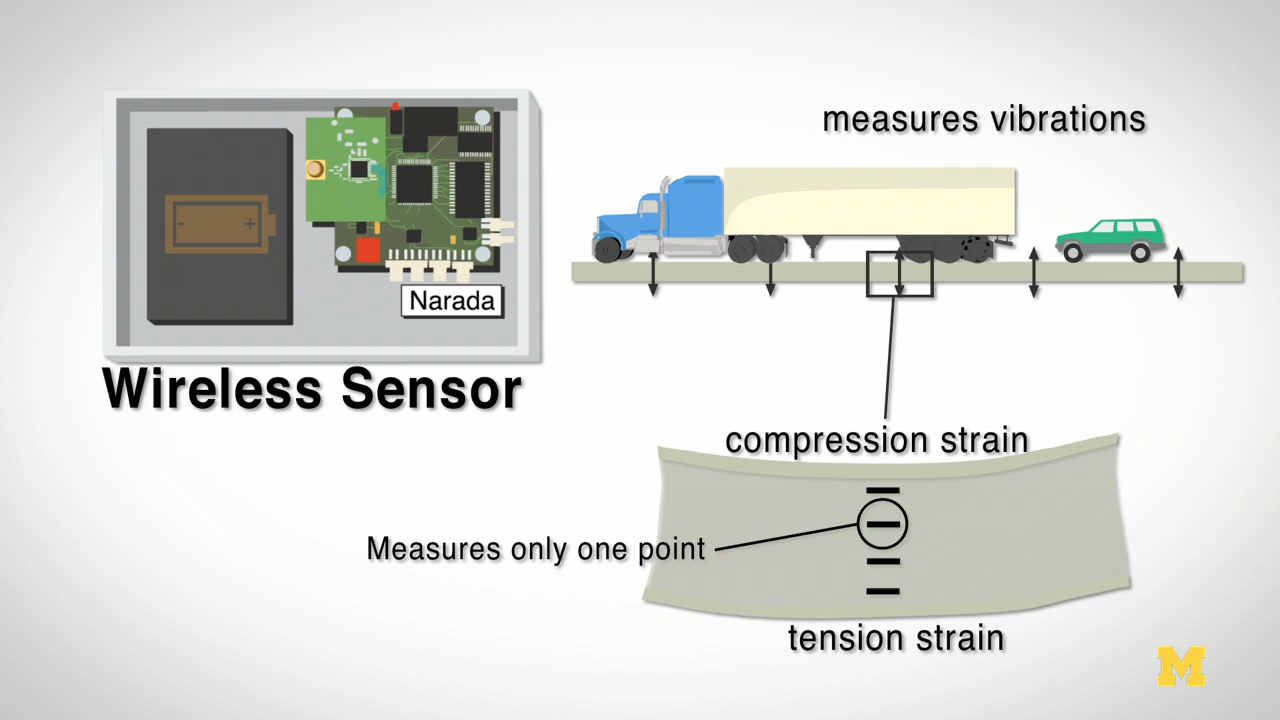 measures vibrations
Narada
Wireless Sensor
compression strain
Measures only one point
tension strain
M